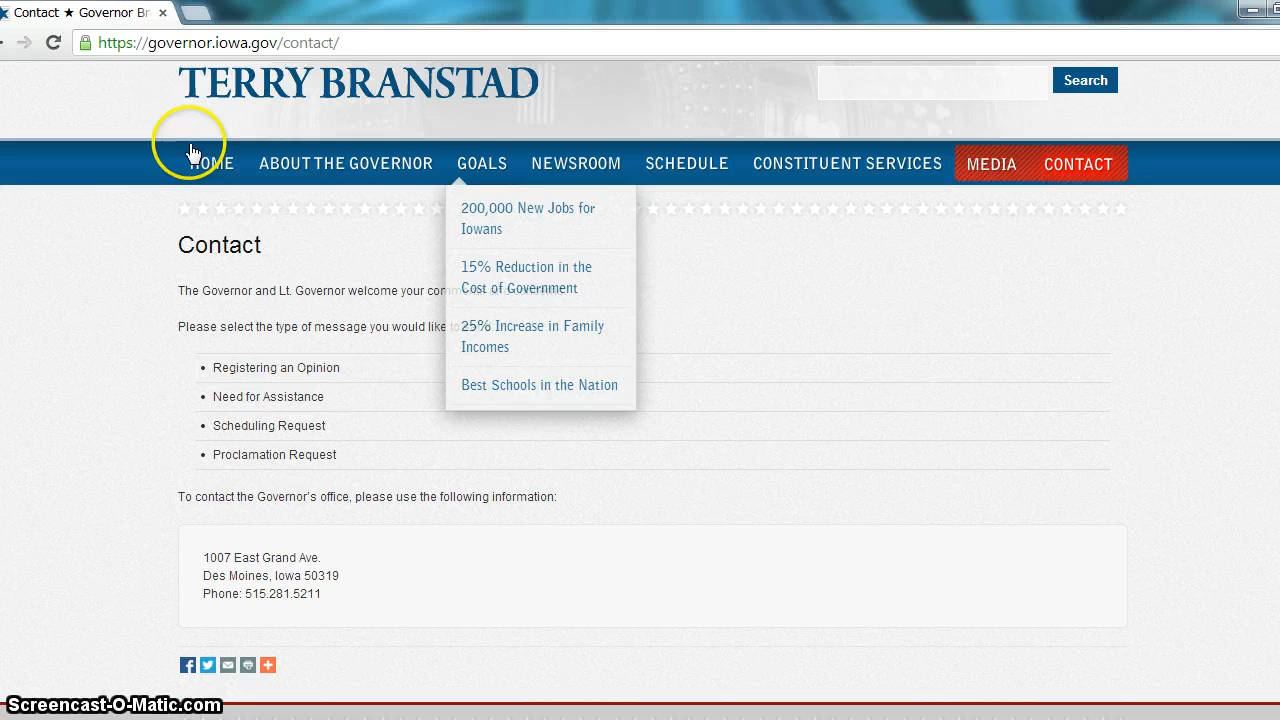 Contact ★ Governor Br
https://governor.iowa.gov/contact/
TERRY BRANSTAD
Search
HOME ABOUT THE GOVERNOR GOALS NEWSROOM SCHEDULE CONSTITUENT SERVICES MEDIA CONTACT
200,000 New Jobs for
Iowans
15% Reduction in the
Cost of Government
25% Increase in Family
Incomes
Best Schools in the Nation
Contact
The Governor and Lt. Governor welcome your
Please select the type of message you would like
• Registering an Opinion
• Need for Assistance
• Scheduling Request
• Proclamation Request
To contact the Governor's office, please use the following information:
1007 East Grand Ave.
Des Moines, Iowa 50319
Phone: 515.281.5211
Screencast-O-Matic.com